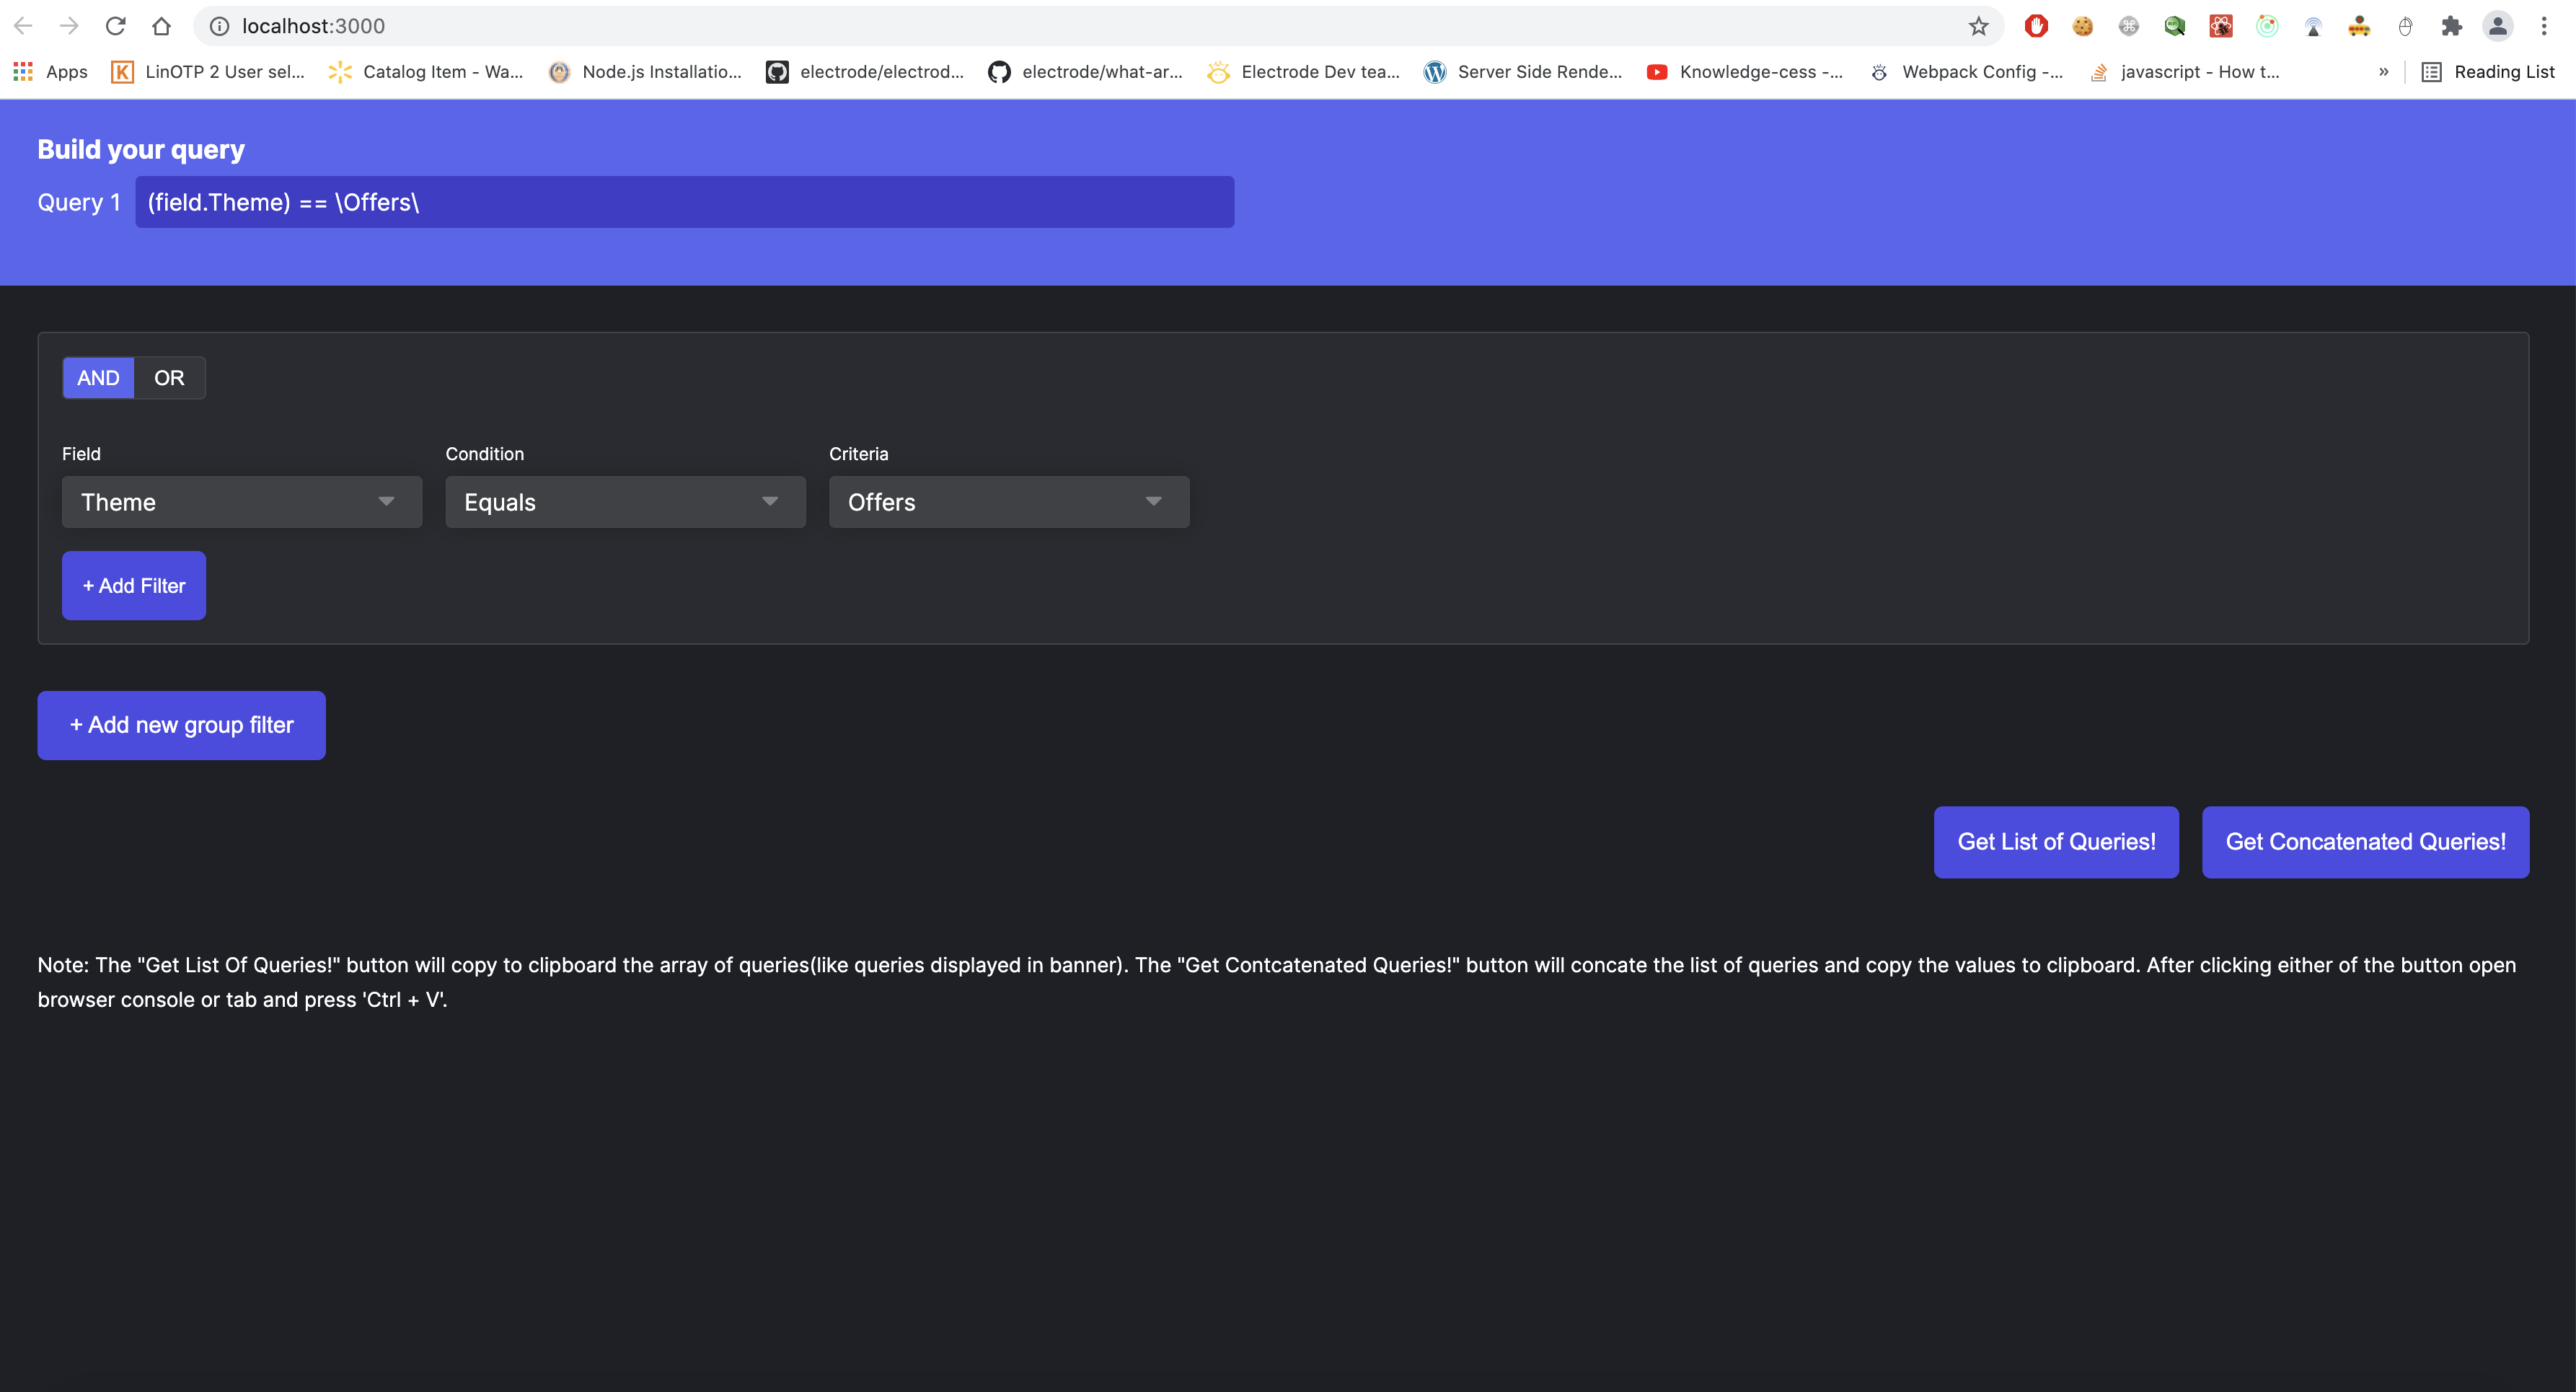 localhost:3000
Apps LinOTP 2 User sel... Catalog Item - Wa... Node.js Installatio... electrode/electrod... electrode/what-ar... Electrode Dev tea... Server Side Rende... Knowledge-cess -... Webpack Config -... javascript - How t... » Reading List
Build your query
Query 1 (field.Theme) == \Offers\
AND OR
Field Condition Criteria
Theme Equals Offers
+ Add Filter
+ Add new group filter
Get List of Queries! Get Concatenated Queries!
Note: The "Get List Of Queries!" button will copy to clipboard the array of queries(like queries displayed in banner). The "Get Contcatenated Queries!" button will concate the list of queries and copy the values to clipboard. After clicking either of the button open
browser console or tab and press 'Ctrl + V'.